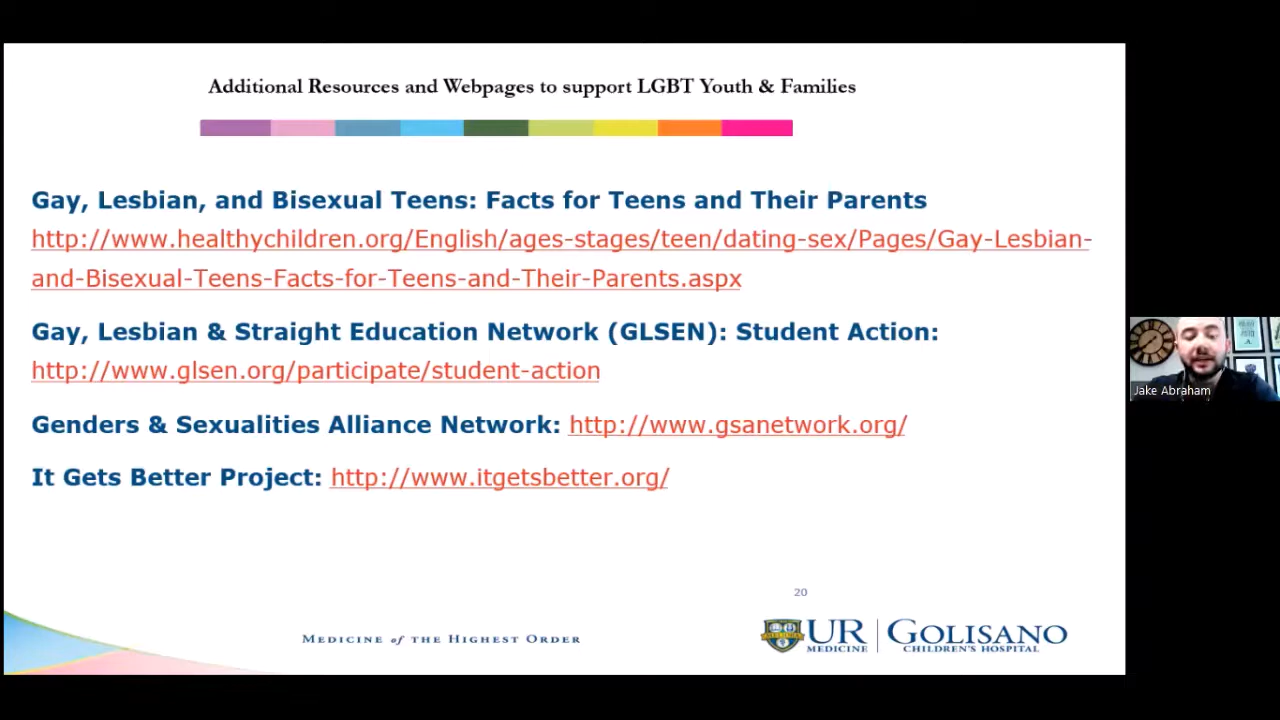 Additional Resources and Webpages to support LGBT Youth & Families
Gay, Lesbian, and Bisexual Teens: Facts for Teens and Their Parents
http://www.healthychildren.org/English/ages-stages/teen/dating-sex/Pages/Gay-Lesbian-
and-Bisexual-Teens-Facts-for-Teens-and-Their-Parents.aspx
Gay, Lesbian & Straight Education Network (GLSEN): Student Action:
http://www.glsen.org/participate/student-action
Genders & Sexualities Alliance Network: http://www.gsanetwork.org/
It Gets Better Project: http://www.itgetsbetter.org/
20
MEDICINE of THE HIGHEST ORDER
UR MEDICINE
GOLISANO
CHILDREN'S HOSPITAL
Jake Abraham